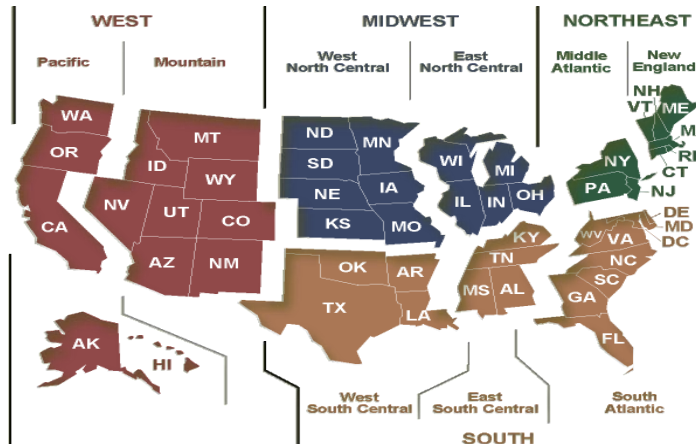 WEST MIDWEST NORTHEAST
Pacific Mountain West North Central East North Central Middle Atlantic New England
WA
OR
CA
MT
ID
WY
NV
UT
CO
AZ
NM
AK
HI
ND
SD
NE
KS
MN
IA
MO
WI
MI
IL
IN
OH
NH
VT
ME
M
RI
CT
NY
PA
NJ
OK
TX
AR
LA
KY
TN
MS
AL
DE
MD
DC
WV
VA
NC
SC
GA
FL
West South Central East South Central South Atlantic
SOUTH